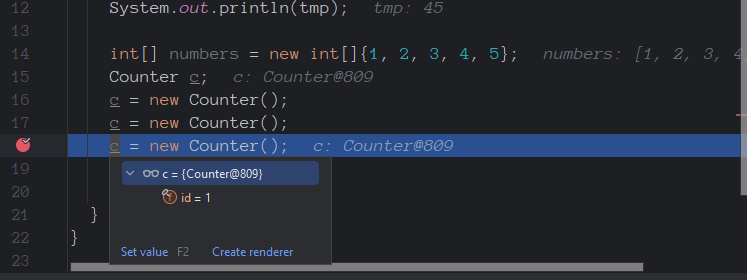 12 System.out.println(tmp); tmp: 45
13
14 int[] numbers = new int[]{1, 2, 3, 4, 5}; numbers: [1, 2, 3, 4,
15 Counter c; c: Counter@809
16 c = new Counter();
17 c = new Counter();
c = new Counter(); c: Counter@809
19 c = {Counter@809}
20 id = 1
21 }
22 }
Set value F2 Create renderer
23